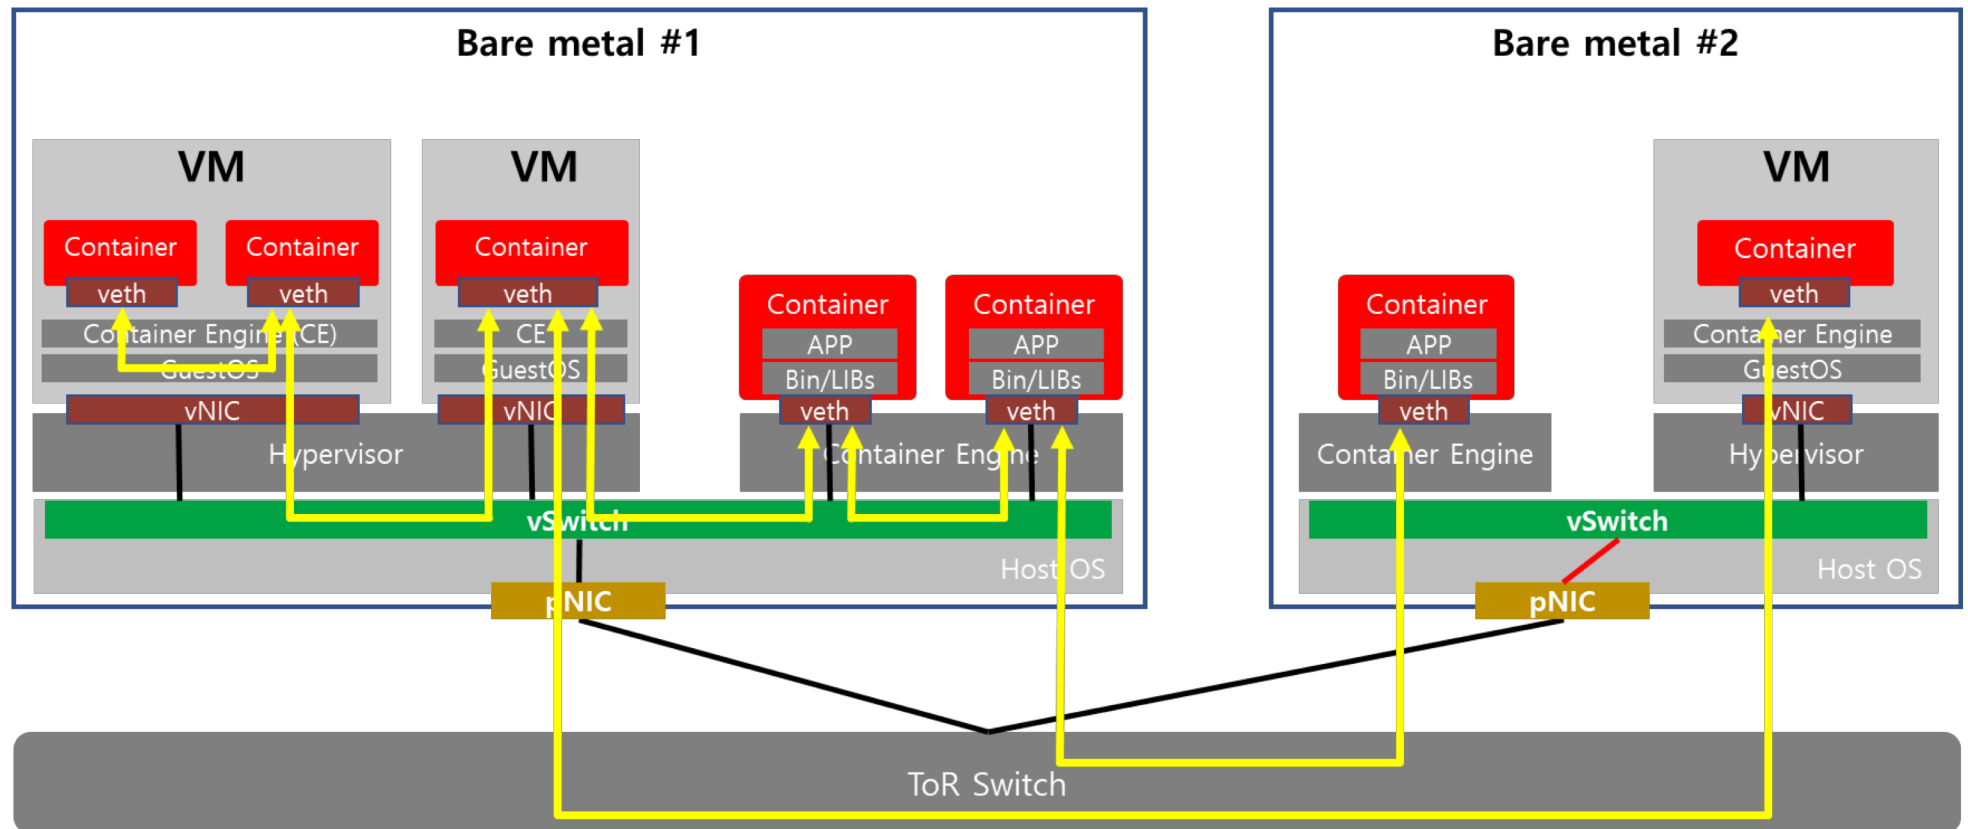 Bare metal #1
Bare metal #2
VM
VM
VM
Container
Container
Container
Container
veth
veth
veth
veth
Container
Container
Container
APP
APP
APP
Bin/LIBs
Bin/LIBs
Bin/LIBs
veth
veth
veth
Container Engine (CE)
CE
Container Engine
GuestOS
GuestOS
GuestOS
vNIC
vNIC
vNIC
Hypervisor
Container Engine
Container Engine
Hypervisor
vSwitch
vSwitch
Host OS
Host OS
pNIC
pNIC
ToR Switch